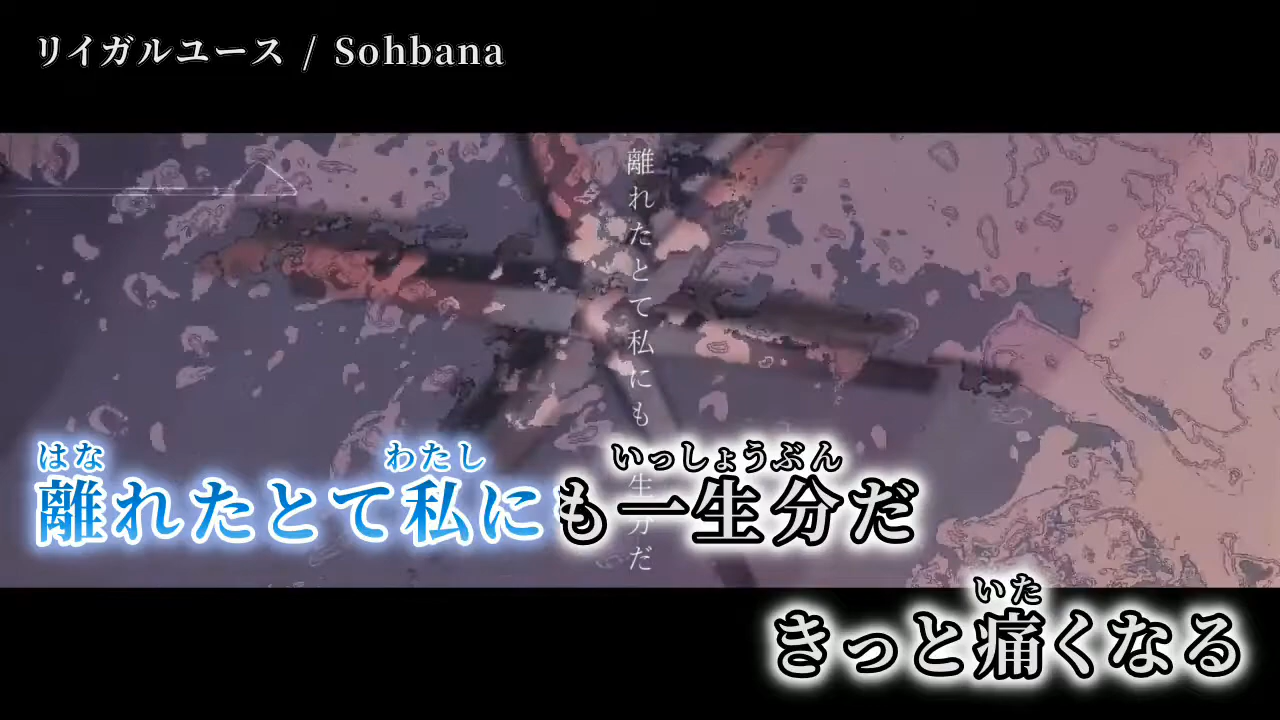 リイガルユース / Sohbana
離れたとて私にも一生分だ
はな わたし いっしょうぶん
離れたとて私にも一生分だ
いた
きっと痛くなる